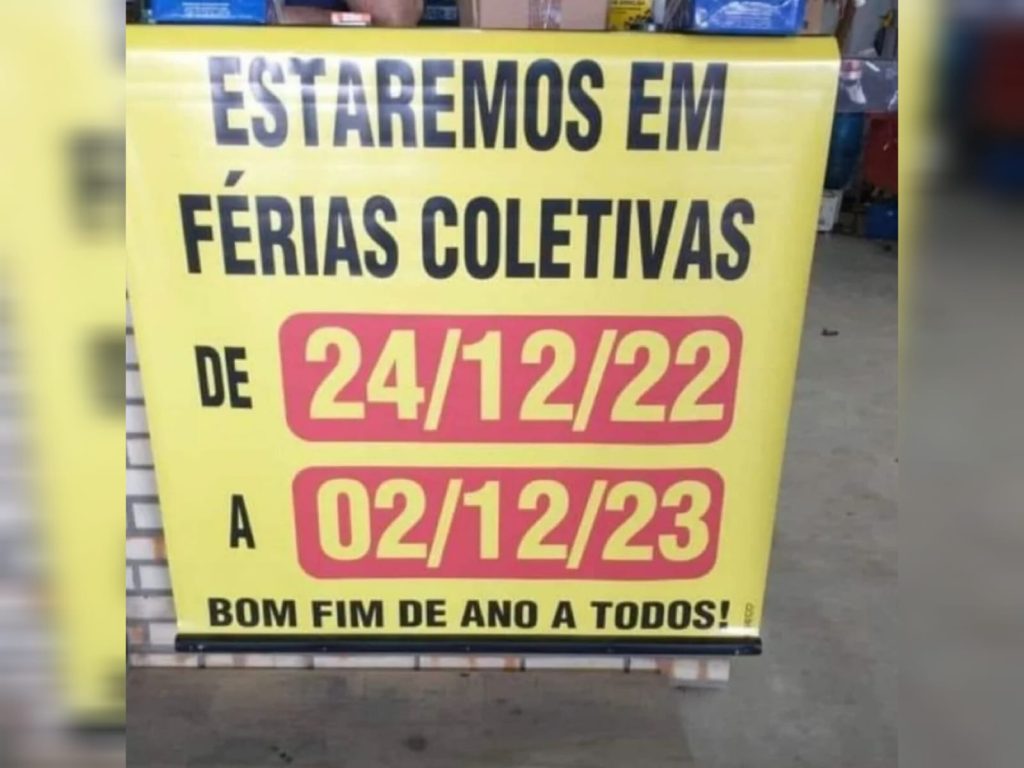 ESTAREMOS EM
FÉRIAS COLETIVAS
DE 24/12/22
A 02/12/23
BOM FIM DE ANO A TODOS!